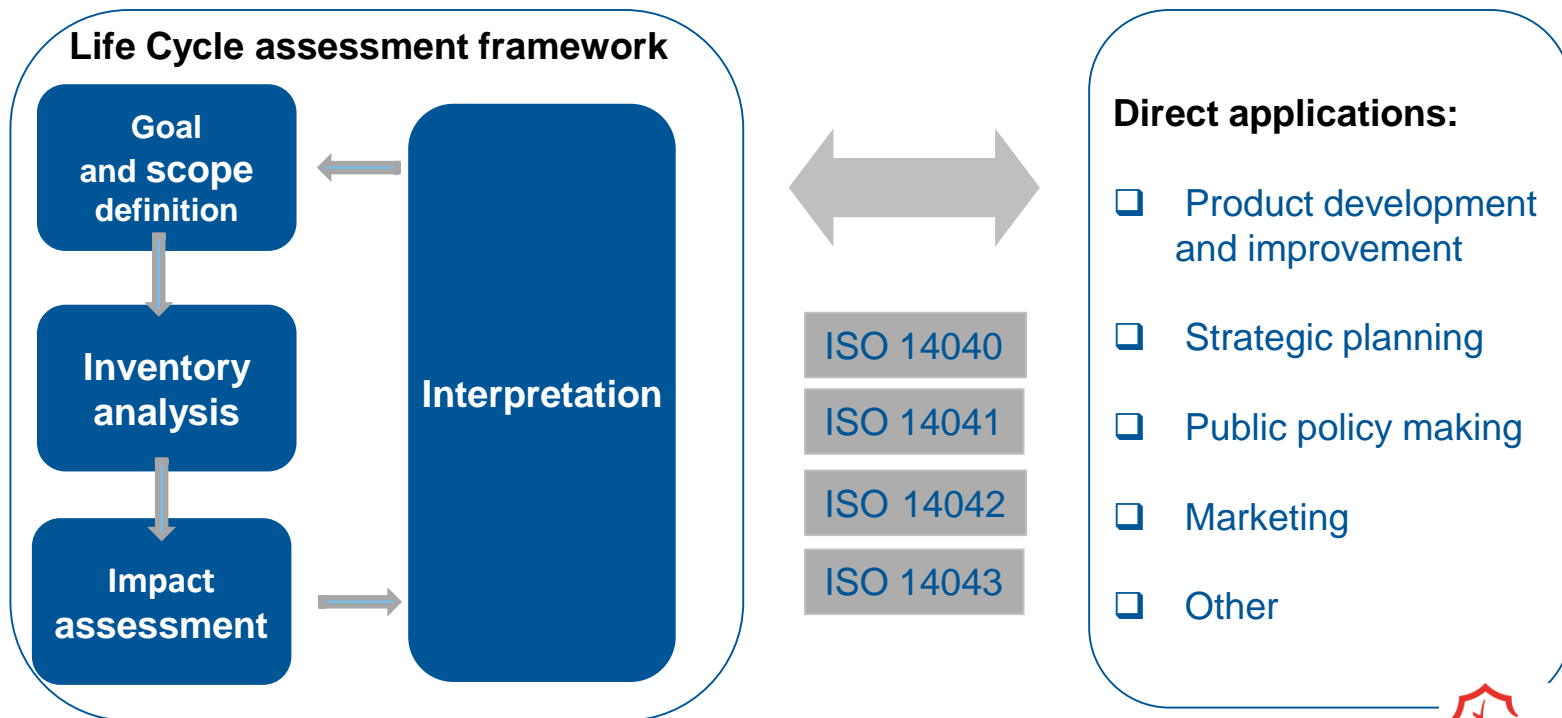 Life Cycle assessment framework
Goal
and scope
definition
Inventory
analysis
Impact
assessment
Interpretation
ISO 14040
ISO 14041
ISO 14042
ISO 14043
Direct applications:
❑ Product development
and improvement
❑ Strategic planning
❑ Public policy making
❑ Marketing
❑ Other